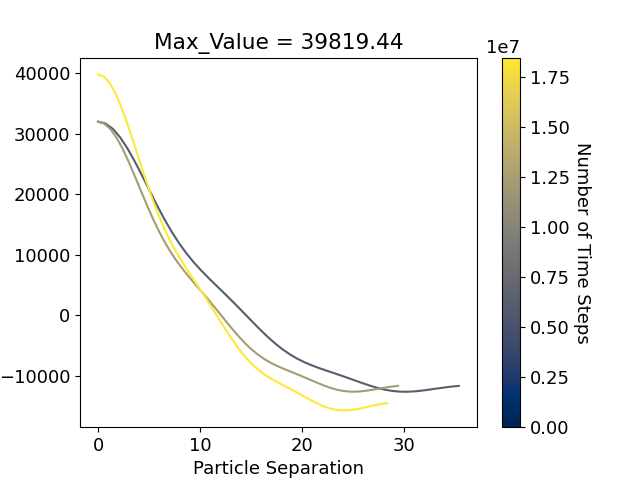 Max_Value = 39819.44
1e7
40000
30000
20000
10000
0
−10000
0 10 20 30
Particle Separation
1.75
1.50
1.25
1.00
0.75
0.50
0.25
0.00
Number of Time Steps